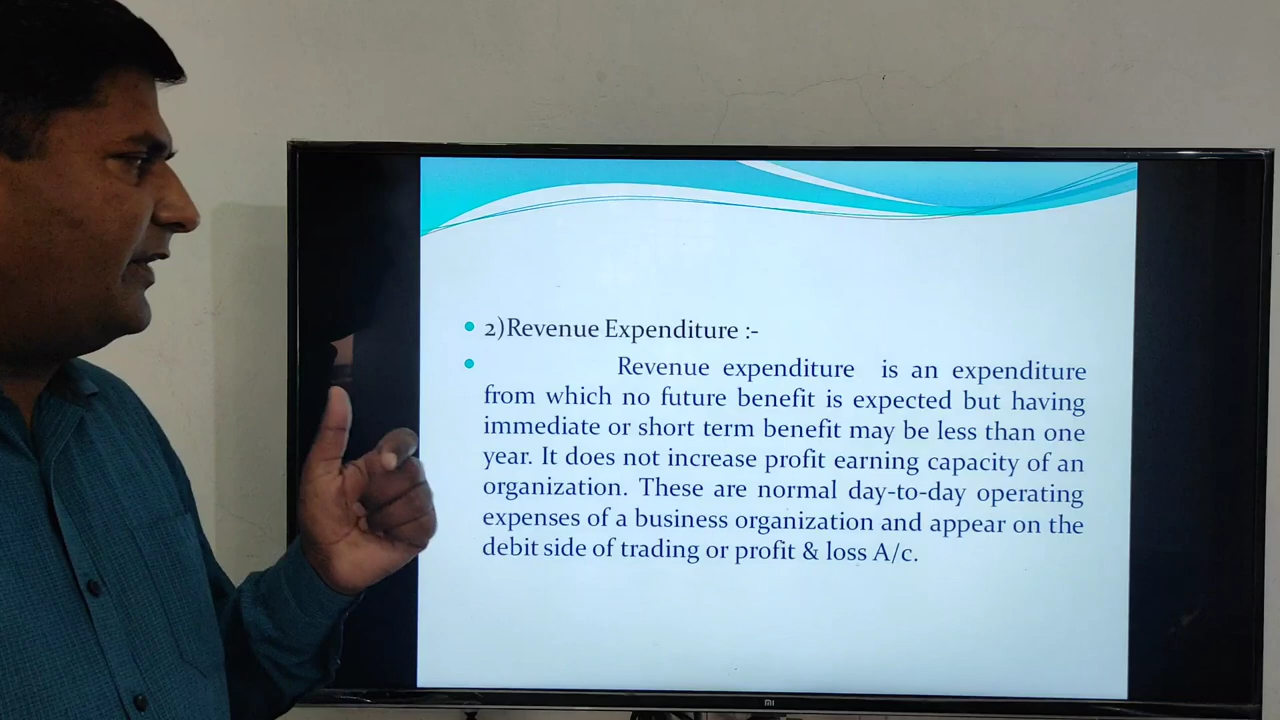 2)Revenue Expenditure :-
Revenue expenditure is an expenditure
from which no future benefit is expected but having
immediate or short term benefit may be less than one
year. It does not increase profit earning capacity of an
organization. These are normal day-to-day operating
expenses of a business organization and appear on the
debit side of trading or profit & loss A/c.
MI